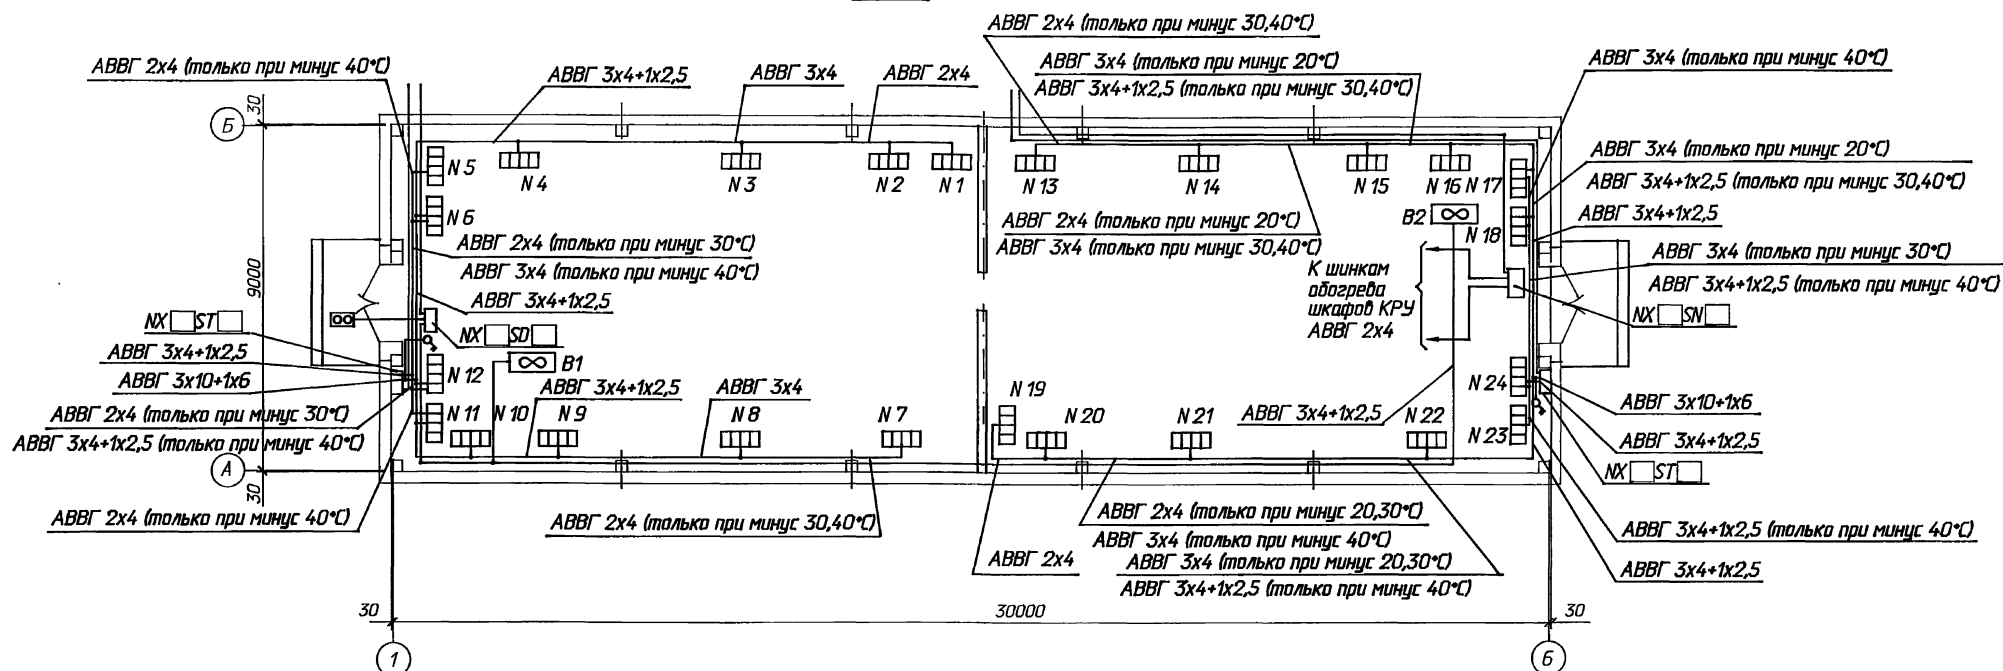 АВВГ 2х4 (только при минус 30,40°С)
АВВГ 2х4 (только при минус 40°С)
АВВГ 3х4+1х2,5
АВВГ 3х4
АВВГ 2х4
АВВГ 3х4 (только при минус 20°С)
АВВГ 3х4+1х2,5 (только при минус 30,40°С)
АВВГ 3х4 (только при минус 40°С)
30
Б
N 5
N 4
N 3
N 2
N 1
N 13
N 14
N 15
N 16
N 17
АВВГ 3х4 (только при минус 20°С)
АВВГ 3х4+1х2,5 (только при минус 30,40°С)
N 6
В2
N 18
АВВГ 3х4+1х2,5
АВВГ 2х4 (только при минус 30°С)
АВВГ 3х4 (только при минус 40°С)
АВВГ 2х4 (только при минус 20°С)
АВВГ 3х4 (только при минус 30,40°С)
АВВГ 3х4 (только при минус 30°С)
АВВГ 3х4+1х2,5 (только при минус 40°С)
9000
АВВГ 3х4+1х2,5
К шинкам
обогрева
шкафов КРУ
АВВГ 2х4
NX ST
NX SD
NX SN
АВВГ 3х4+1х2,5
АВВГ 3х10+1х6
N 12
В1
АВВГ 3х4+1х2,5
АВВГ 3х4
N 19
N 24
АВВГ 3х10+1х6
АВВГ 2х4 (только при минус 30°С)
АВВГ 3х4+1х2,5 (только при минус 40°С)
N 11
N 10
N 9
N 8
N 7
N 20
N 21
АВВГ 3х4+1х2,5
N 22
N 23
АВВГ 3х4+1х2,5
А
30
NX ST
АВВГ 2х4 (только при минус 40°С)
АВВГ 2х4 (только при минус 30,40°С)
АВВГ 2х4 (только при минус 20,30°С)
АВВГ 3х4 (только при минус 40°С)
АВВГ 3х4+1х2,5 (только при минус 40°С)
АВВГ 2х4
АВВГ 3х4 (только при минус 20,30°С)
АВВГ 3х4+1х2,5 (только при минус 40°С)
АВВГ 3х4+1х2,5
30
30000
30
1
6